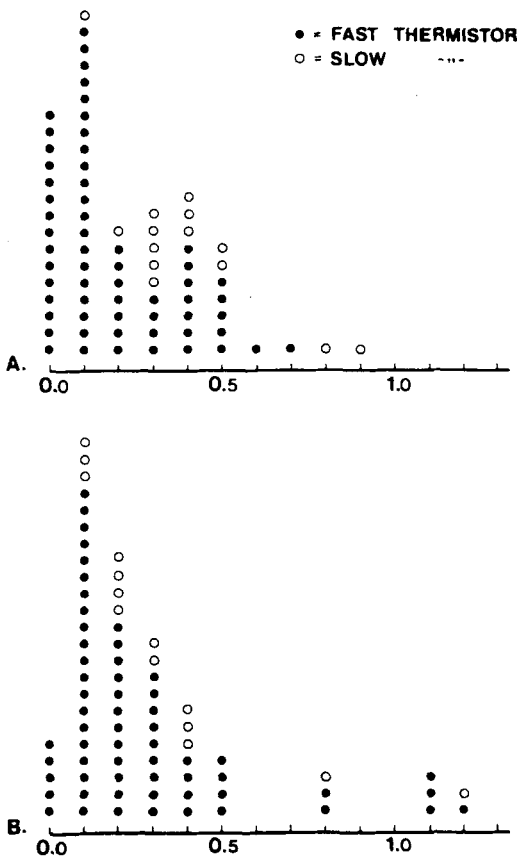 ● = FAST THERMISTOR
○ = SLOW -"-
A.
0.0 0.5 1.0
B.
0.0 0.5 1.0